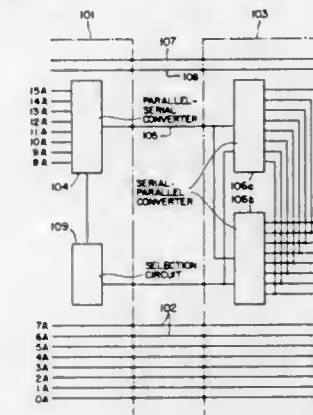 101
103
107
108
15A
14A
13A
12A
11A
10A
9A
8A
PARALLEL-
SERIAL
CONVERTER
105
104
SERIAL-
PARALLEL
CONVERTER
106a
106b
109
SELECTION
CIRCUIT
102
7A
6A
5A
4A
3A
2A
1A
0A